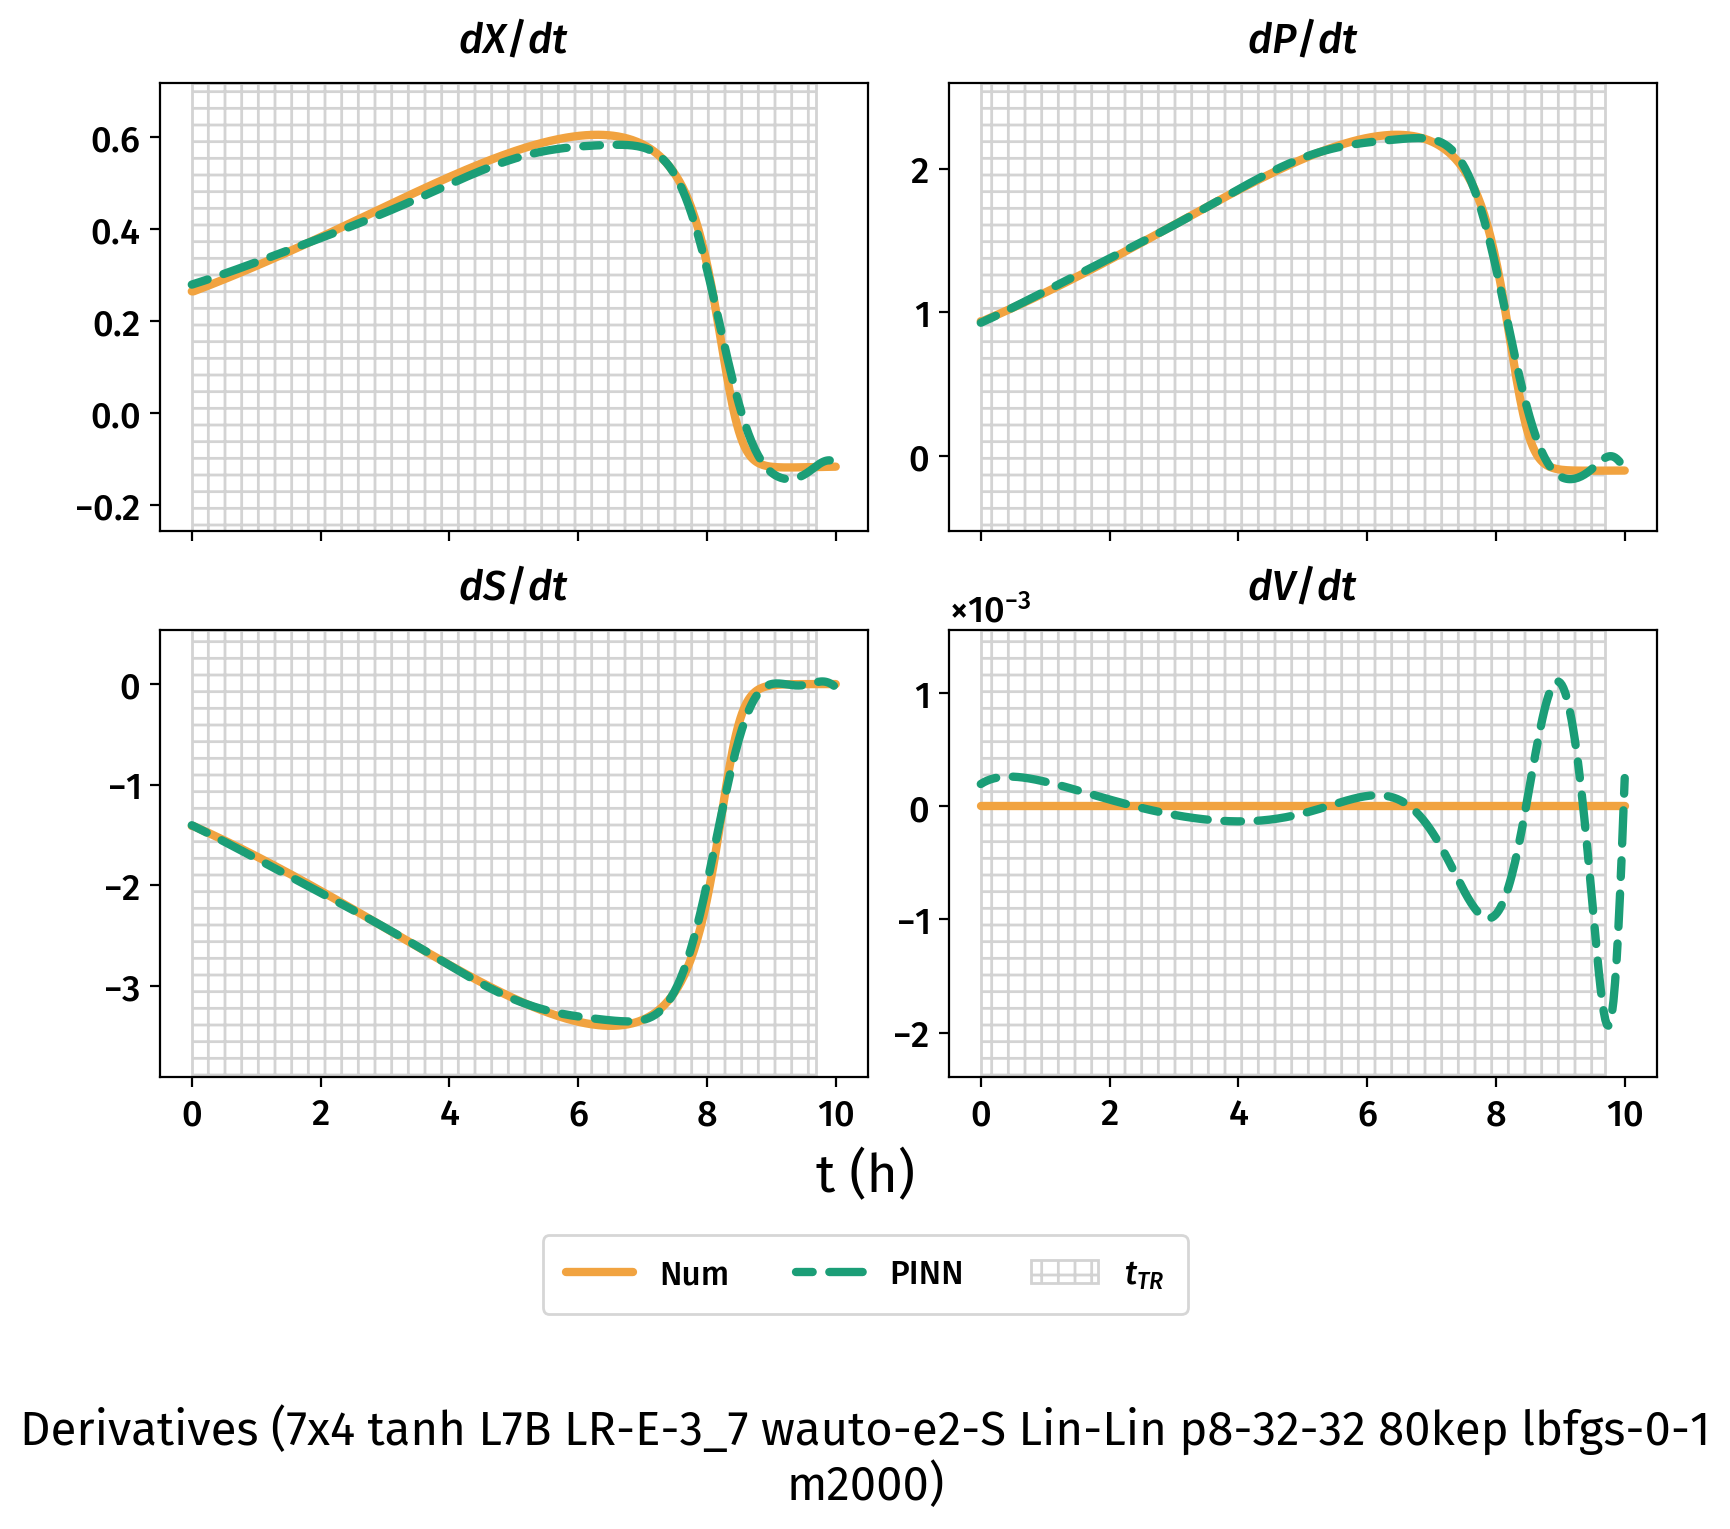 dX/dt
dP/dt
0.6
0.4
0.2
0.0
−0.2
2
1
0
dS/dt
dV/dt
×10⁻³
0
−1
−2
−3
1
0
−1
−2
0 2 4 6 8 10
0 2 4 6 8 10
t (h)
Num PINN t_TR
Derivatives (7x4 tanh L7B LR-E-3_7 wauto-e2-S Lin-Lin p8-32-32 80kep lbfgs-0-1
m2000)